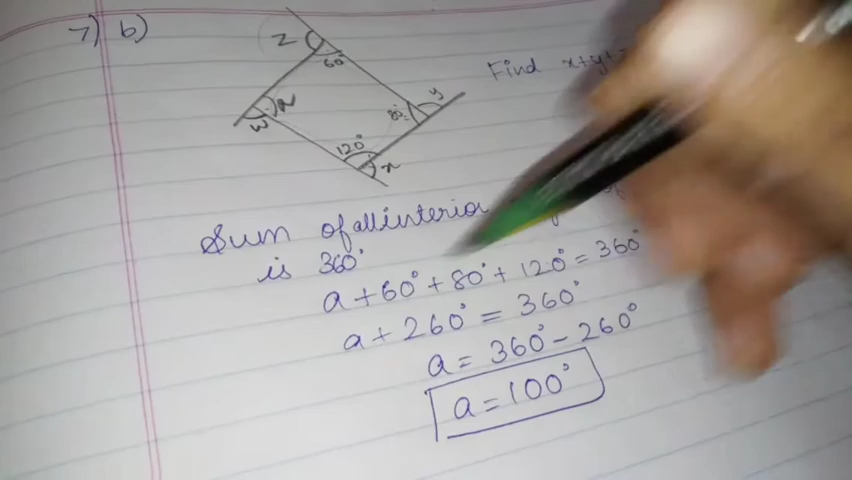 7) b)
z
60°
Find x+y+
a
w
80°
y
120°
x
Sum of all interior
is 360°
a + 60° + 80° + 120° = 360°
a + 260° = 360°
a = 360° - 260°
a = 100°